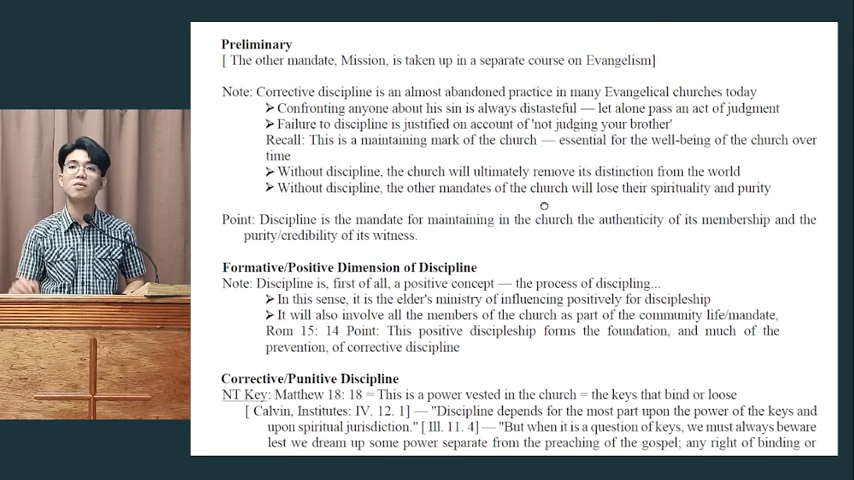 Preliminary
[ The other mandate, Mission, is taken up in a separate course on Evangelism]
Note: Corrective discipline is an almost abandoned practice in many Evangelical churches today
➢ Confronting anyone about his sin is always distasteful — let alone pass an act of judgment
➢ Failure to discipline is justified on account of 'not judging your brother'
Recall: This is a maintaining mark of the church — essential for the well-being of the church over
time
➢ Without discipline, the church will ultimately remove its distinction from the world
➢ Without discipline, the other mandates of the church will lose their spirituality and purity
Point: Discipline is the mandate for maintaining in the church the authenticity of its membership and the
purity/credibility of its witness.
Formative/Positive Dimension of Discipline
Note: Discipline is, first of all, a positive concept — the process of discipling...
➢ In this sense, it is the elder's ministry of influencing positively for discipleship
➢ It will also involve all the members of the church as part of the community life/mandate,
Rom 15: 14 Point: This positive discipleship forms the foundation, and much of the
prevention, of corrective discipline
Corrective/Punitive Discipline
NT Key: Matthew 18: 18 = This is a power vested in the church = the keys that bind or loose
[ Calvin, Institutes: IV. 12. 1] — "Discipline depends for the most part upon the power of the keys and
upon spiritual jurisdiction." [ Ill. 11. 4] — "But when it is a question of keys, we must always beware
lest we dream up some power separate from the preaching of the gospel; any right of binding or